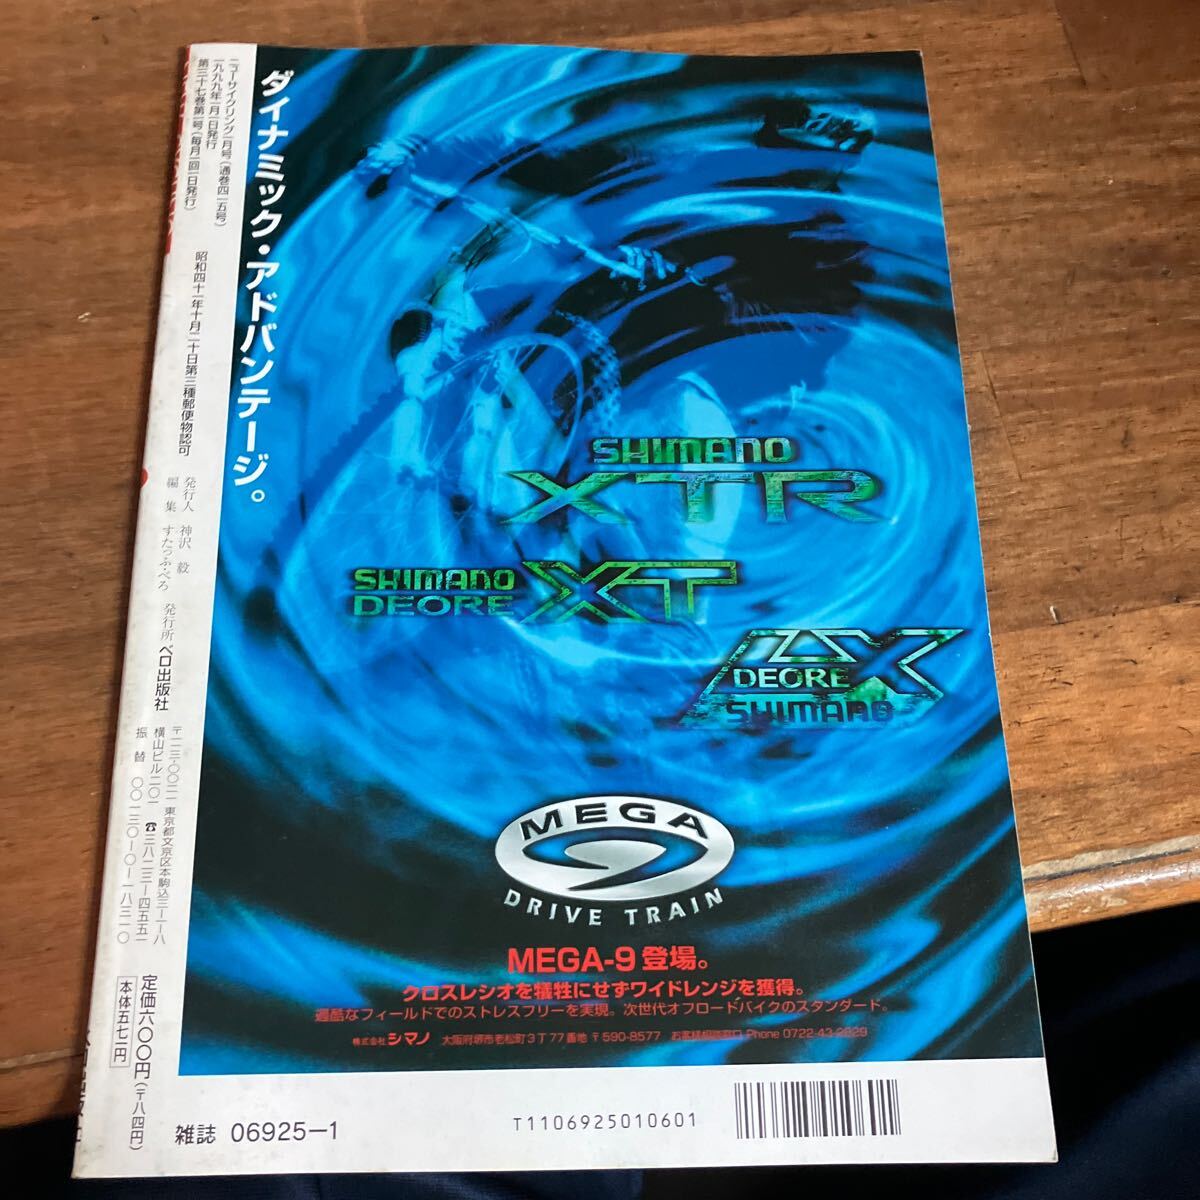 ニューサイクリング一月号(通巻四一五号)
一九九九年一月一日発行
第三十七巻第一号(毎月一回一日発行)
昭和四十一年十月二十日第三種郵便物認可
発行人 神沢 毅
編集 すたっふ・べろ
発行所 ベロ出版社
〒一一三-〇〇二一 東京都文京区本駒込三-一-八
横山ビル二〇一 ☎三八二三-四五五一
振替 〇〇一三〇-〇-一八三一〇
定価六〇〇円(〒八四円)
本体五七一円
ダイナミック・アドバンテージ。
SHIMANO
XTR
SHIMANO
DEORE XT
DEORE LX
SHIMANO
MEGA
9
DRIVE TRAIN
MEGA-9 登場。
クロスレシオを犠牲にせずワイドレンジを獲得。
過酷なフィールドでのストレスフリーを実現。次世代オフロードバイクのスタンダード。
株式会社 シマノ 大阪府堺市老松町3丁77番地 〒590-8577 お客様相談窓口 Phone 0722-43-2829
雑誌 06925-1
T1106925010601